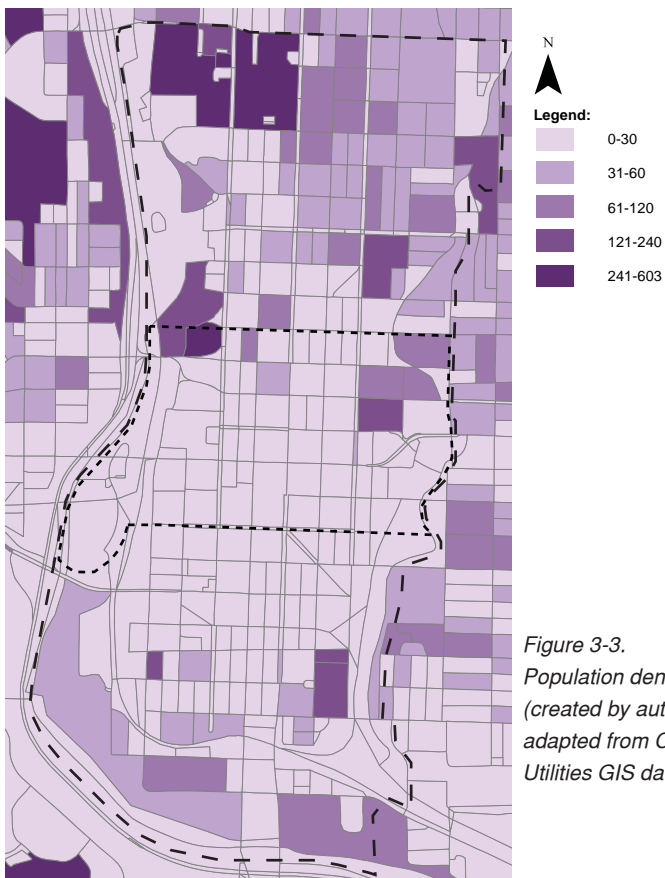 N
Legend:
0-30
31-60
61-120
121-240
241-603
Figure 3-3.
Population den
(created by aut
adapted from C
Utilities GIS da